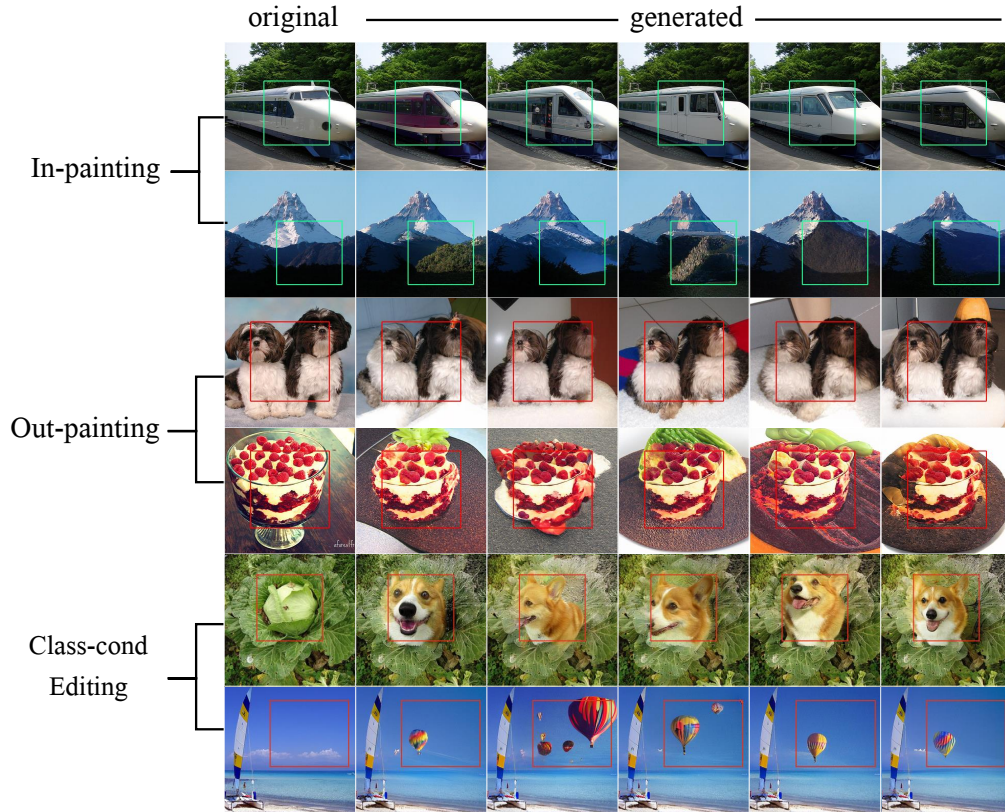 original
generated
In-painting
Out-painting
Class-cond
Editing